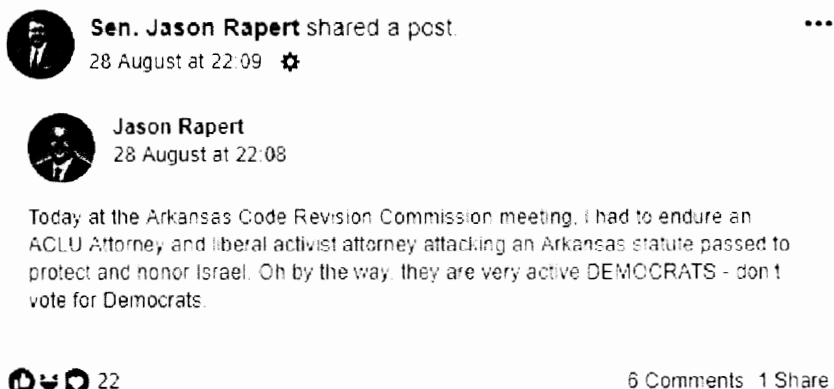 Sen. Jason Rapert shared a post.
28 August at 22:09
Jason Rapert
28 August at 22:08
Today at the Arkansas Code Revision Commission meeting, I had to endure an
ACLU Attorney and liberal activist attorney attacking an Arkansas statute passed to
protect and honor Israel. Oh by the way, they are very active DEMOCRATS - don't
vote for Democrats.
22
6 Comments 1 Share